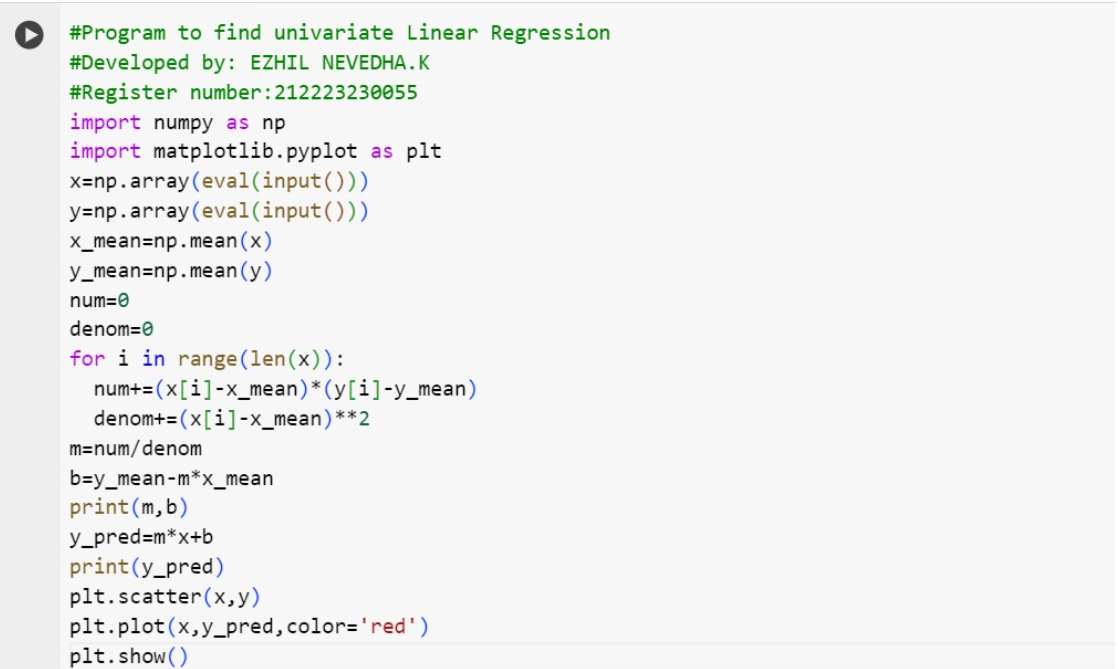 #Program to find univariate Linear Regression
#Developed by: EZHIL NEVEDHA.K
#Register number:212223230055
import numpy as np
import matplotlib.pyplot as plt
x=np.array(eval(input()))
y=np.array(eval(input()))
x_mean=np.mean(x)
y_mean=np.mean(y)
num=0
denom=0
for i in range(len(x)):
  num+=(x[i]-x_mean)*(y[i]-y_mean)
  denom+=(x[i]-x_mean)**2
m=num/denom
b=y_mean-m*x_mean
print(m,b)
y_pred=m*x+b
print(y_pred)
plt.scatter(x,y)
plt.plot(x,y_pred,color='red')
plt.show()